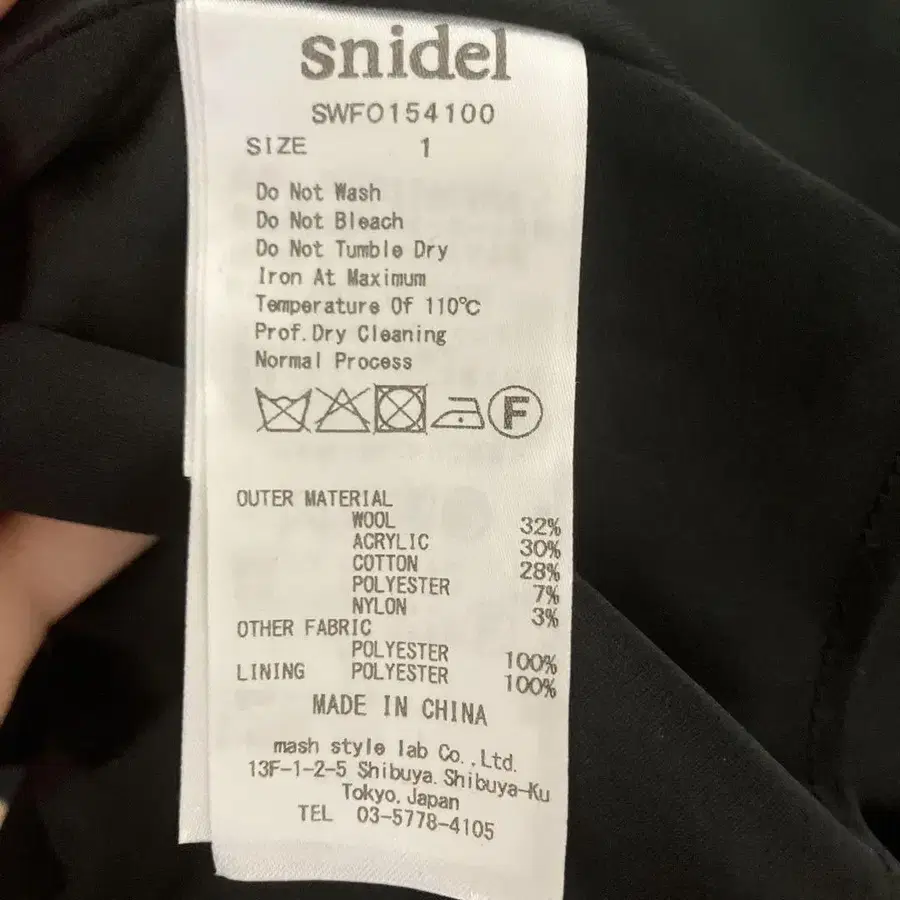 snidel
SWFO154100
SIZE 1
Do Not Wash
Do Not Bleach
Do Not Tumble Dry
Iron At Maximum
Temperature Of 110℃
Prof.Dry Cleaning
Normal Process
F
OUTER MATERIAL
WOOL 32%
ACRYLIC 30%
COTTON 28%
POLYESTER 7%
NYLON 3%
OTHER FABRIC
POLYESTER 100%
LINING POLYESTER 100%
MADE IN CHINA
mash style lab Co.,Ltd.
13F-1-2-5 Shibuya.Shibuya-Ku
Tokyo.Japan
TEL 03-5778-4105